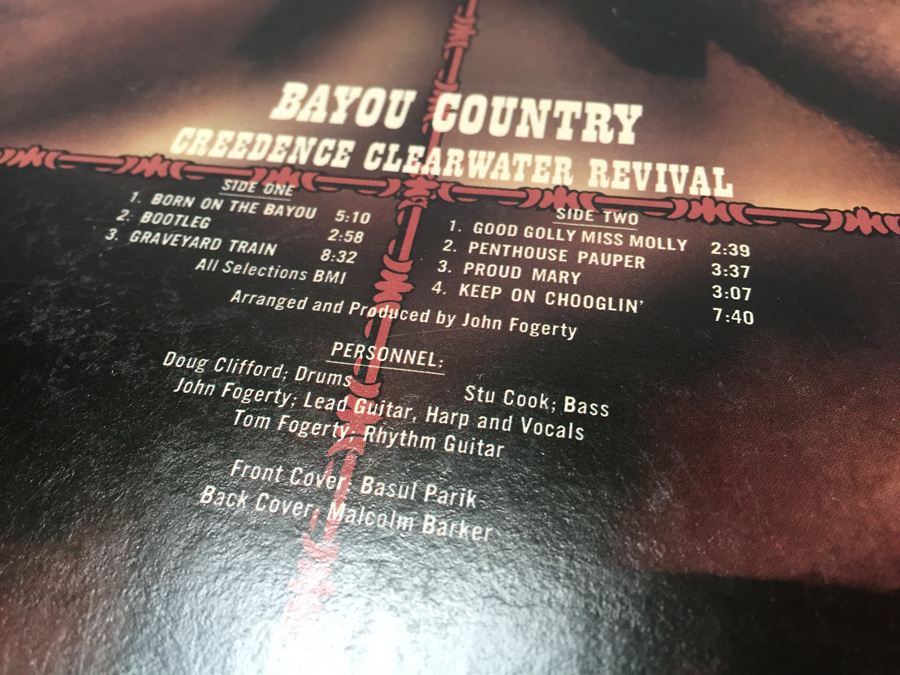 BAYOU COUNTRY
CREEDENCE CLEARWATER REVIVAL
SIDE ONE
1. BORN ON THE BAYOU 5:10
2. BOOTLEG 2:58
3. GRAVEYARD TRAIN 8:32
All Selections BMI
SIDE TWO
1. GOOD GOLLY MISS MOLLY 2:39
2. PENTHOUSE PAUPER 3:37
3. PROUD MARY 3:07
4. KEEP ON CHOOGLIN' 7:40
Arranged and Produced by John Fogerty
PERSONNEL:
Doug Clifford; Drums Stu Cook; Bass
John Fogerty; Lead Guitar, Harp and Vocals
Tom Fogerty; Rhythm Guitar
Front Cover: Basul Parik
Back Cover: Malcolm Barker